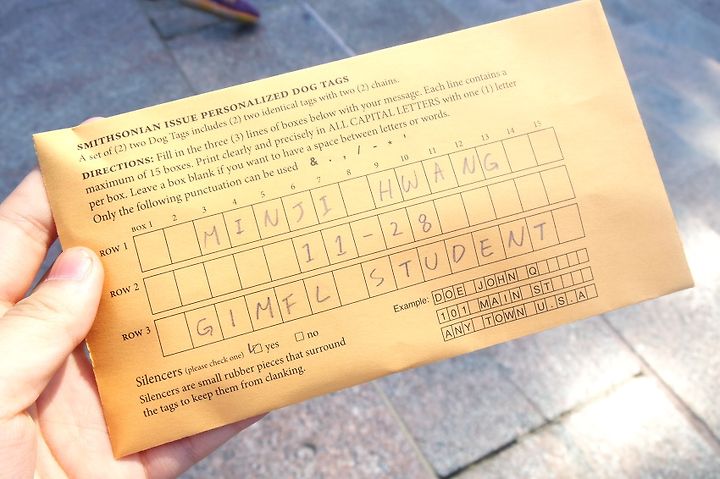 SMITHSONIAN ISSUE PERSONALIZED DOG TAGS
A set of (2) two Dog Tags includes (2) two identical tags with two (2) chains.
DIRECTIONS: Fill in the three (3) lines of boxes below with your message. Each line contains a
maximum of 15 boxes. Print clearly and precisely in ALL CAPITAL LETTERS with one (1) letter
per box. Leave a box blank if you want to have a space between letters or words.
Only the following punctuation can be used & . , / - * '
BOX 1 2 3 4 5 6 7 8 9 10 11 12 13 14 15
ROW 1 MINJI HWANG
ROW 2 11-28
ROW 3 GIMFL STUDENT
Silencers (please check one) yes no
Silencers are small rubber pieces that surround
the tags to keep them from clanking.
Example: DOE JOHN Q
101 MAIN ST
ANY TOWN U.S.A